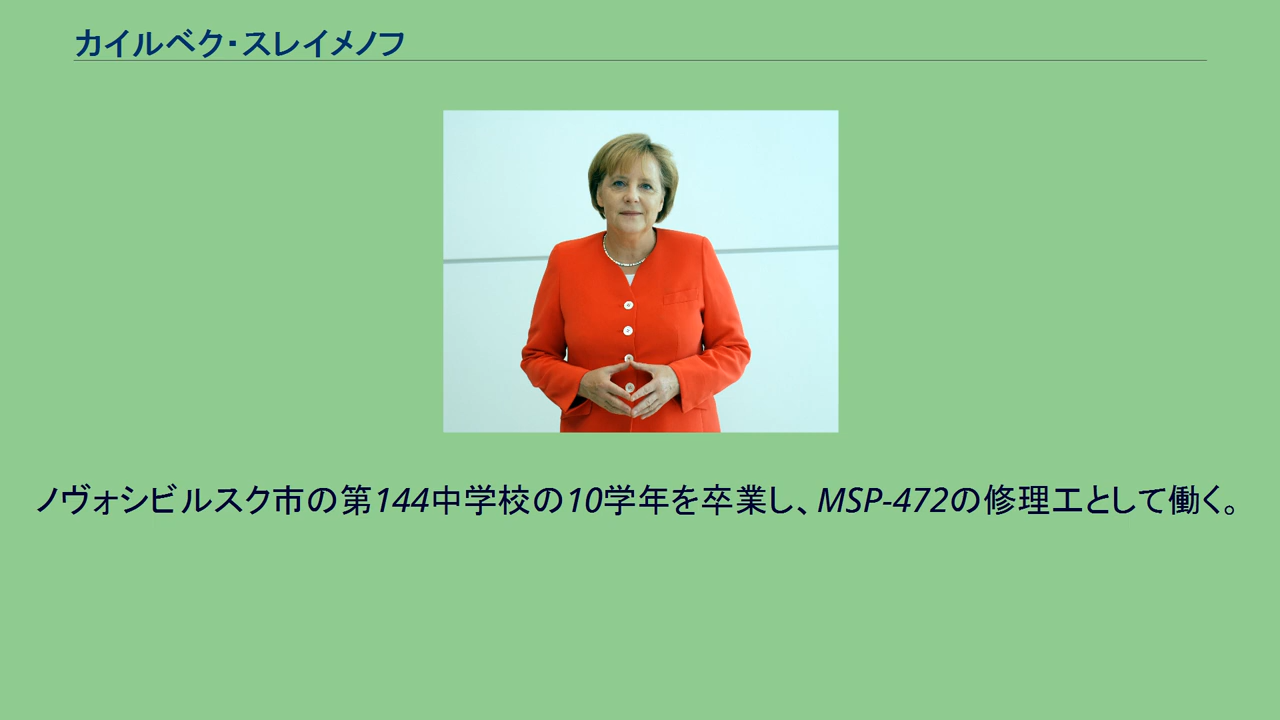 カイルベク・スレイメノフ
ノヴォシビルスク市の第144中学校の10学年を卒業し、MSP-472の修理工として働く。